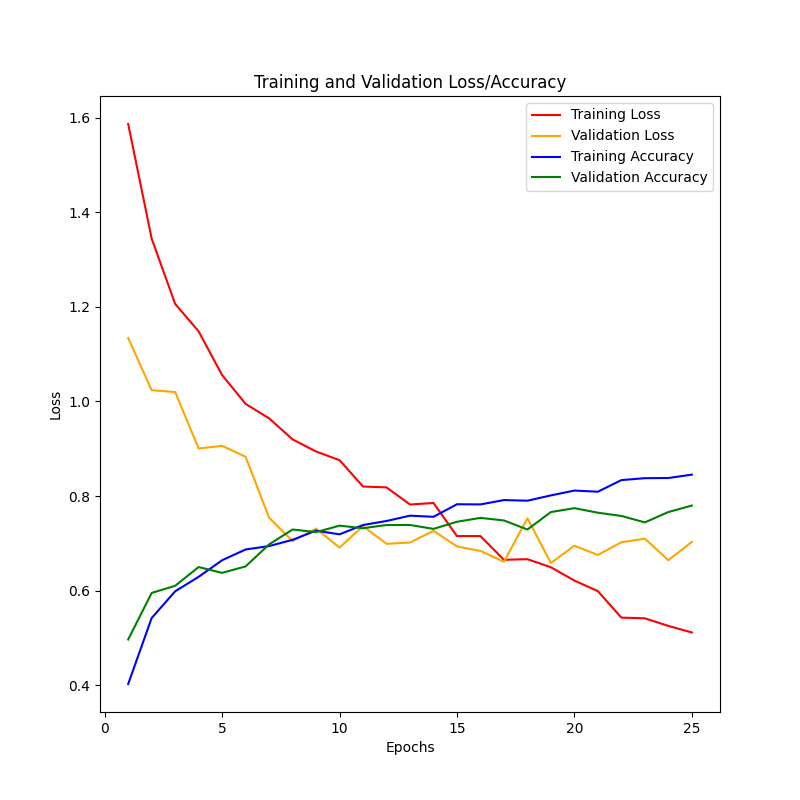 Training and Validation Loss/Accuracy
Training Loss
Validation Loss
Training Accuracy
Validation Accuracy
1.6
1.4
1.2
1.0
0.8
0.6
0.4
Loss
0 5 10 15 20 25
Epochs